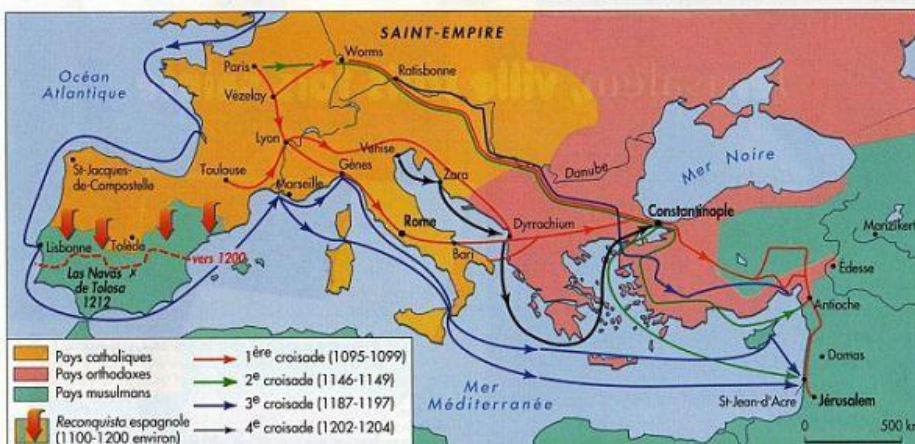 SAINT-EMPIRE
Océan
Atlantique
Paris
Worms
Ratisbonne
Vézelay
Lyon
Venise
Danube
Mer Noire
St-Jacques-
de-Compostelle
Toulouse
Gênes
Zara
Marseille
Constantinople
Rome
Dyrrachium
Manzikert
Lisbonne
Tolède
vers 1200
Bari
Édesse
Las Navas
de Tolosa
1212
Antioche
Pays catholiques
Pays orthodoxes
Pays musulmans
Reconquista espagnole
(1100-1200 environ)
1ère croisade (1095-1099)
2e croisade (1146-1149)
3e croisade (1187-1197)
4e croisade (1202-1204)
Mer
Méditerranée
Damas
St-Jean-d'Acre
Jérusalem
0 500 km